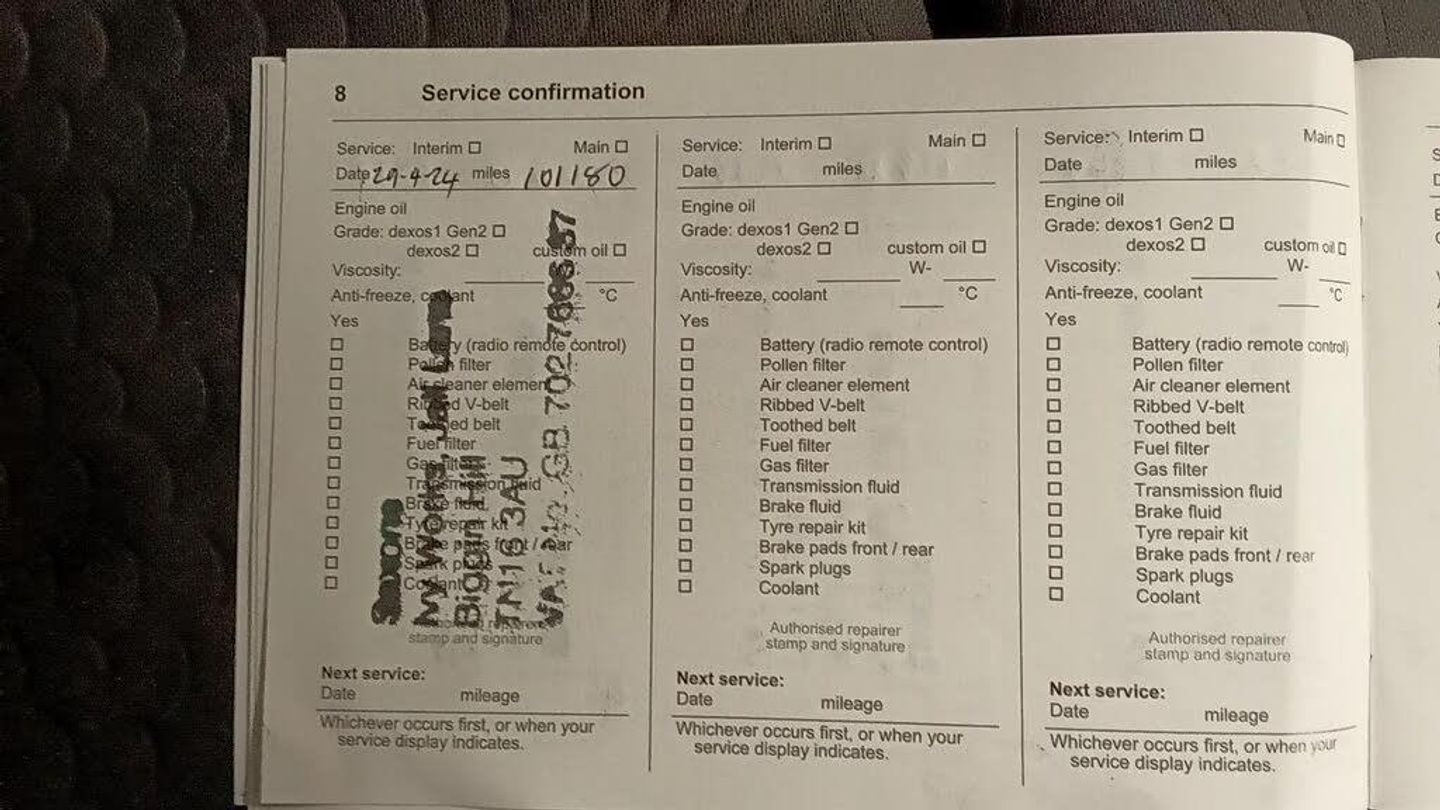 8 Service confirmation
Service: Interim Main
Date 29-4-24 miles 101180
Engine oil
Grade: dexos1 Gen2
dexos2 custom oil
Viscosity:
Anti-freeze, coolant °C
Yes
Battery (radio remote control)
Pollen filter
Air cleaner element
Ribbed V-belt
Toothed belt
Fuel filter
Gas filter
Transmission fluid
Brake fluid
Tyre repair kit
Brake pads front / rear
Spark plugs
Coolant
Authorised repairer
stamp and signature
Biggin Hill
TN16 3AU
Next service:
Date mileage
Whichever occurs first, or when your
service display indicates.
Service: Interim Main
Date miles
Engine oil
Grade: dexos1 Gen2
dexos2 custom oil
Viscosity: W-
Anti-freeze, coolant °C
Yes
Battery (radio remote control)
Pollen filter
Air cleaner element
Ribbed V-belt
Toothed belt
Fuel filter
Gas filter
Transmission fluid
Brake fluid
Tyre repair kit
Brake pads front / rear
Spark plugs
Coolant
Authorised repairer
stamp and signature
Next service:
Date mileage
Whichever occurs first, or when your
service display indicates.
Service: Interim Main
Date miles
Engine oil
Grade: dexos1 Gen2
dexos2 custom oil
Viscosity: W-
Anti-freeze, coolant °C
Yes
Battery (radio remote control)
Pollen filter
Air cleaner element
Ribbed V-belt
Toothed belt
Fuel filter
Gas filter
Transmission fluid
Brake fluid
Tyre repair kit
Brake pads front / rear
Spark plugs
Coolant
Authorised repairer
stamp and signature
Next service:
Date mileage
Whichever occurs first, or when your
service display indicates.